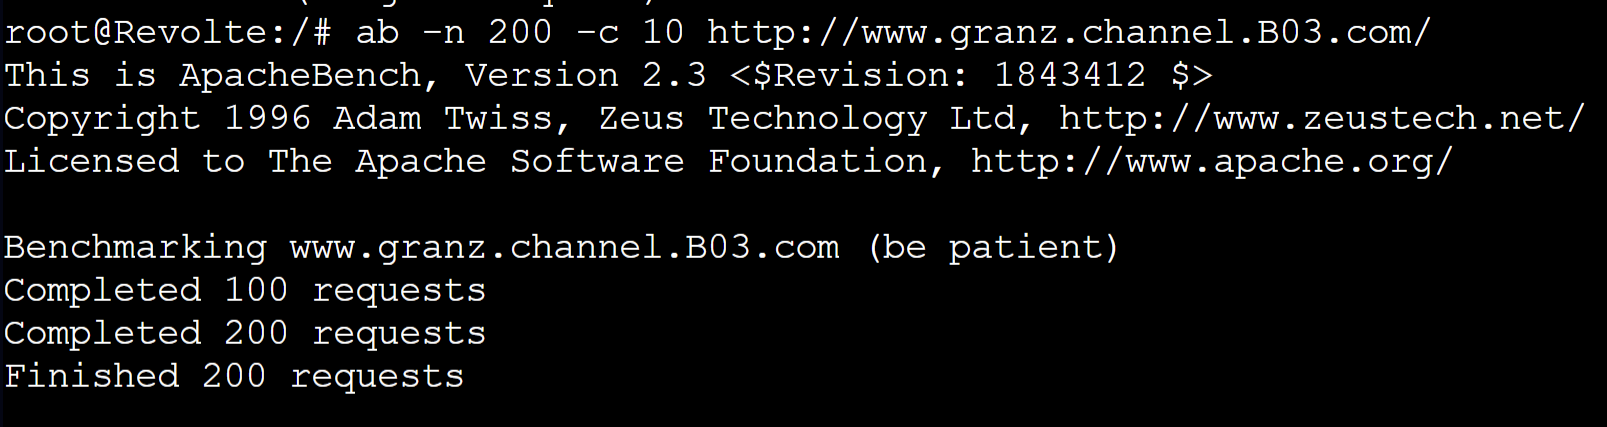 root@Revolte:/# ab -n 200 -c 10 http://www.granz.channel.B03.com/
This is ApacheBench, Version 2.3 <$Revision: 1843412 $>
Copyright 1996 Adam Twiss, Zeus Technology Ltd, http://www.zeustech.net/
Licensed to The Apache Software Foundation, http://www.apache.org/

Benchmarking www.granz.channel.B03.com (be patient)
Completed 100 requests
Completed 200 requests
Finished 200 requests